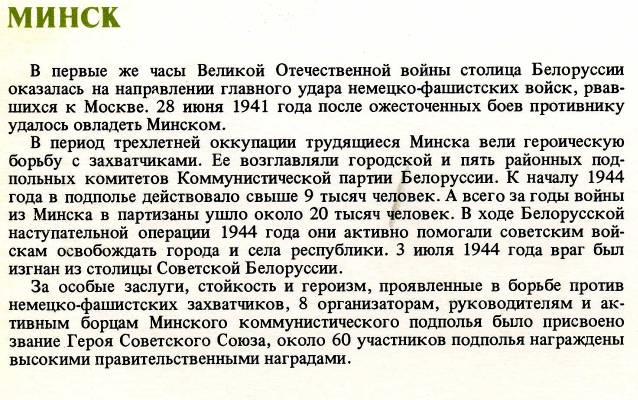 МИНСК
В первые же часы Великой Отечественной войны столица Белоруссии
оказалась на направлении главного удара немецко-фашистских войск, рвав-
шихся к Москве. 28 июня 1941 года после ожесточенных боев противнику
удалось овладеть Минском.
В период трехлетней оккупации трудящиеся Минска вели героическую
борьбу с захватчиками. Ее возглавляли городской и пять районных под-
польных комитетов Коммунистической партии Белоруссии. К началу 1944
года в подполье действовало свыше 9 тысяч человек. А всего за годы войны
из Минска в партизаны ушло около 20 тысяч человек. В ходе Белорусской
наступательной операции 1944 года они активно помогали советским вой-
скам освобождать города и села республики. 3 июля 1944 года враг был
изгнан из столицы Советской Белоруссии.
За особые заслуги, стойкость и героизм, проявленные в борьбе против
немецко-фашистских захватчиков, 8 организаторам, руководителям и ак-
тивным борцам Минского коммунистического подполья было присвоено
звание Героя Советского Союза, около 60 участников подполья награждены
высокими правительственными наградами.